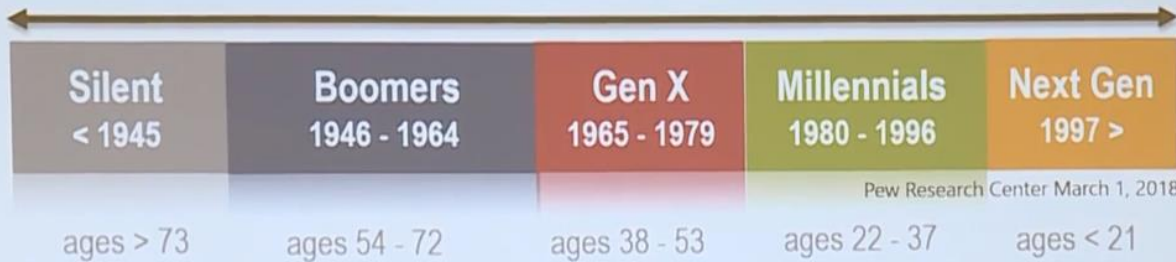 Silent
< 1945
Boomers
1946 - 1964
Gen X
1965 - 1979
Millennials
1980 - 1996
Next Gen
1997 >
Pew Research Center March 1, 2018
ages > 73
ages 54 - 72
ages 38 - 53
ages 22 - 37
ages < 21